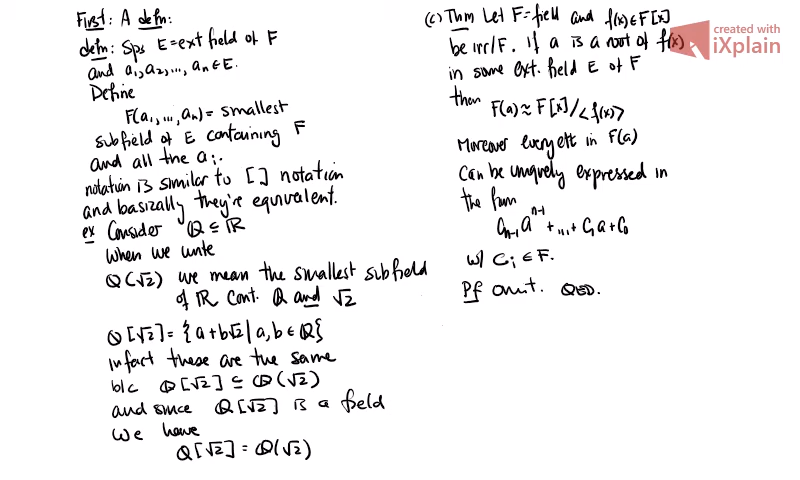 First: A defn:
defn: Sps E = ext field of F
and a₁, a₂, ..., aₙ ∈ E.
Define
F(a₁, ..., aₙ) = smallest
subfield of E containing F
and all the aᵢ.
notation is similar to [ ] notation
and basically they're equivalent.
ex Consider ℚ ⊆ ℝ
When we write
ℚ(√2) we mean the smallest subfield
of ℝ cont. ℚ and √2
ℚ[√2] = {a+b√2 | a, b ∈ ℚ}
in fact these are the same
b/c ℚ[√2] ⊆ ℚ(√2)
and since ℚ[√2] is a field
we have
ℚ[√2] = ℚ(√2)
(c) Thm Let F = field and f(x) ∈ F[x]
be irr/F. If a is a root of f(x)
in some ext. field E of F
then
F(a) ≈ F[x]/<f(x)>
Moreover every elt in F(a)
can be uniquely expressed in
the form
cₙ₋₁aⁿ⁻¹ + ... + c₁a + c₀
w/ cᵢ ∈ F.
Pf omit. QED.
created with
iXplain